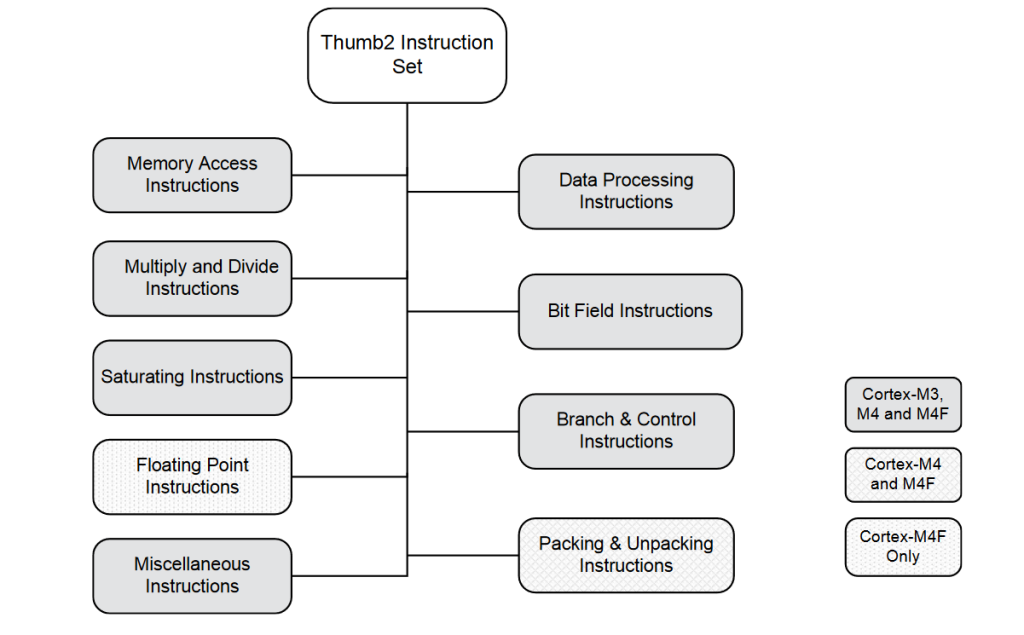 Thumb2 Instruction
Set
Memory Access
Instructions
Data Processing
Instructions
Multiply and Divide
Instructions
Bit Field Instructions
Saturating Instructions
Branch & Control
Instructions
Floating Point
Instructions
Packing & Unpacking
Instructions
Miscellaneous
Instructions
Cortex-M3,
M4 and M4F
Cortex-M4
and M4F
Cortex-M4F
Only